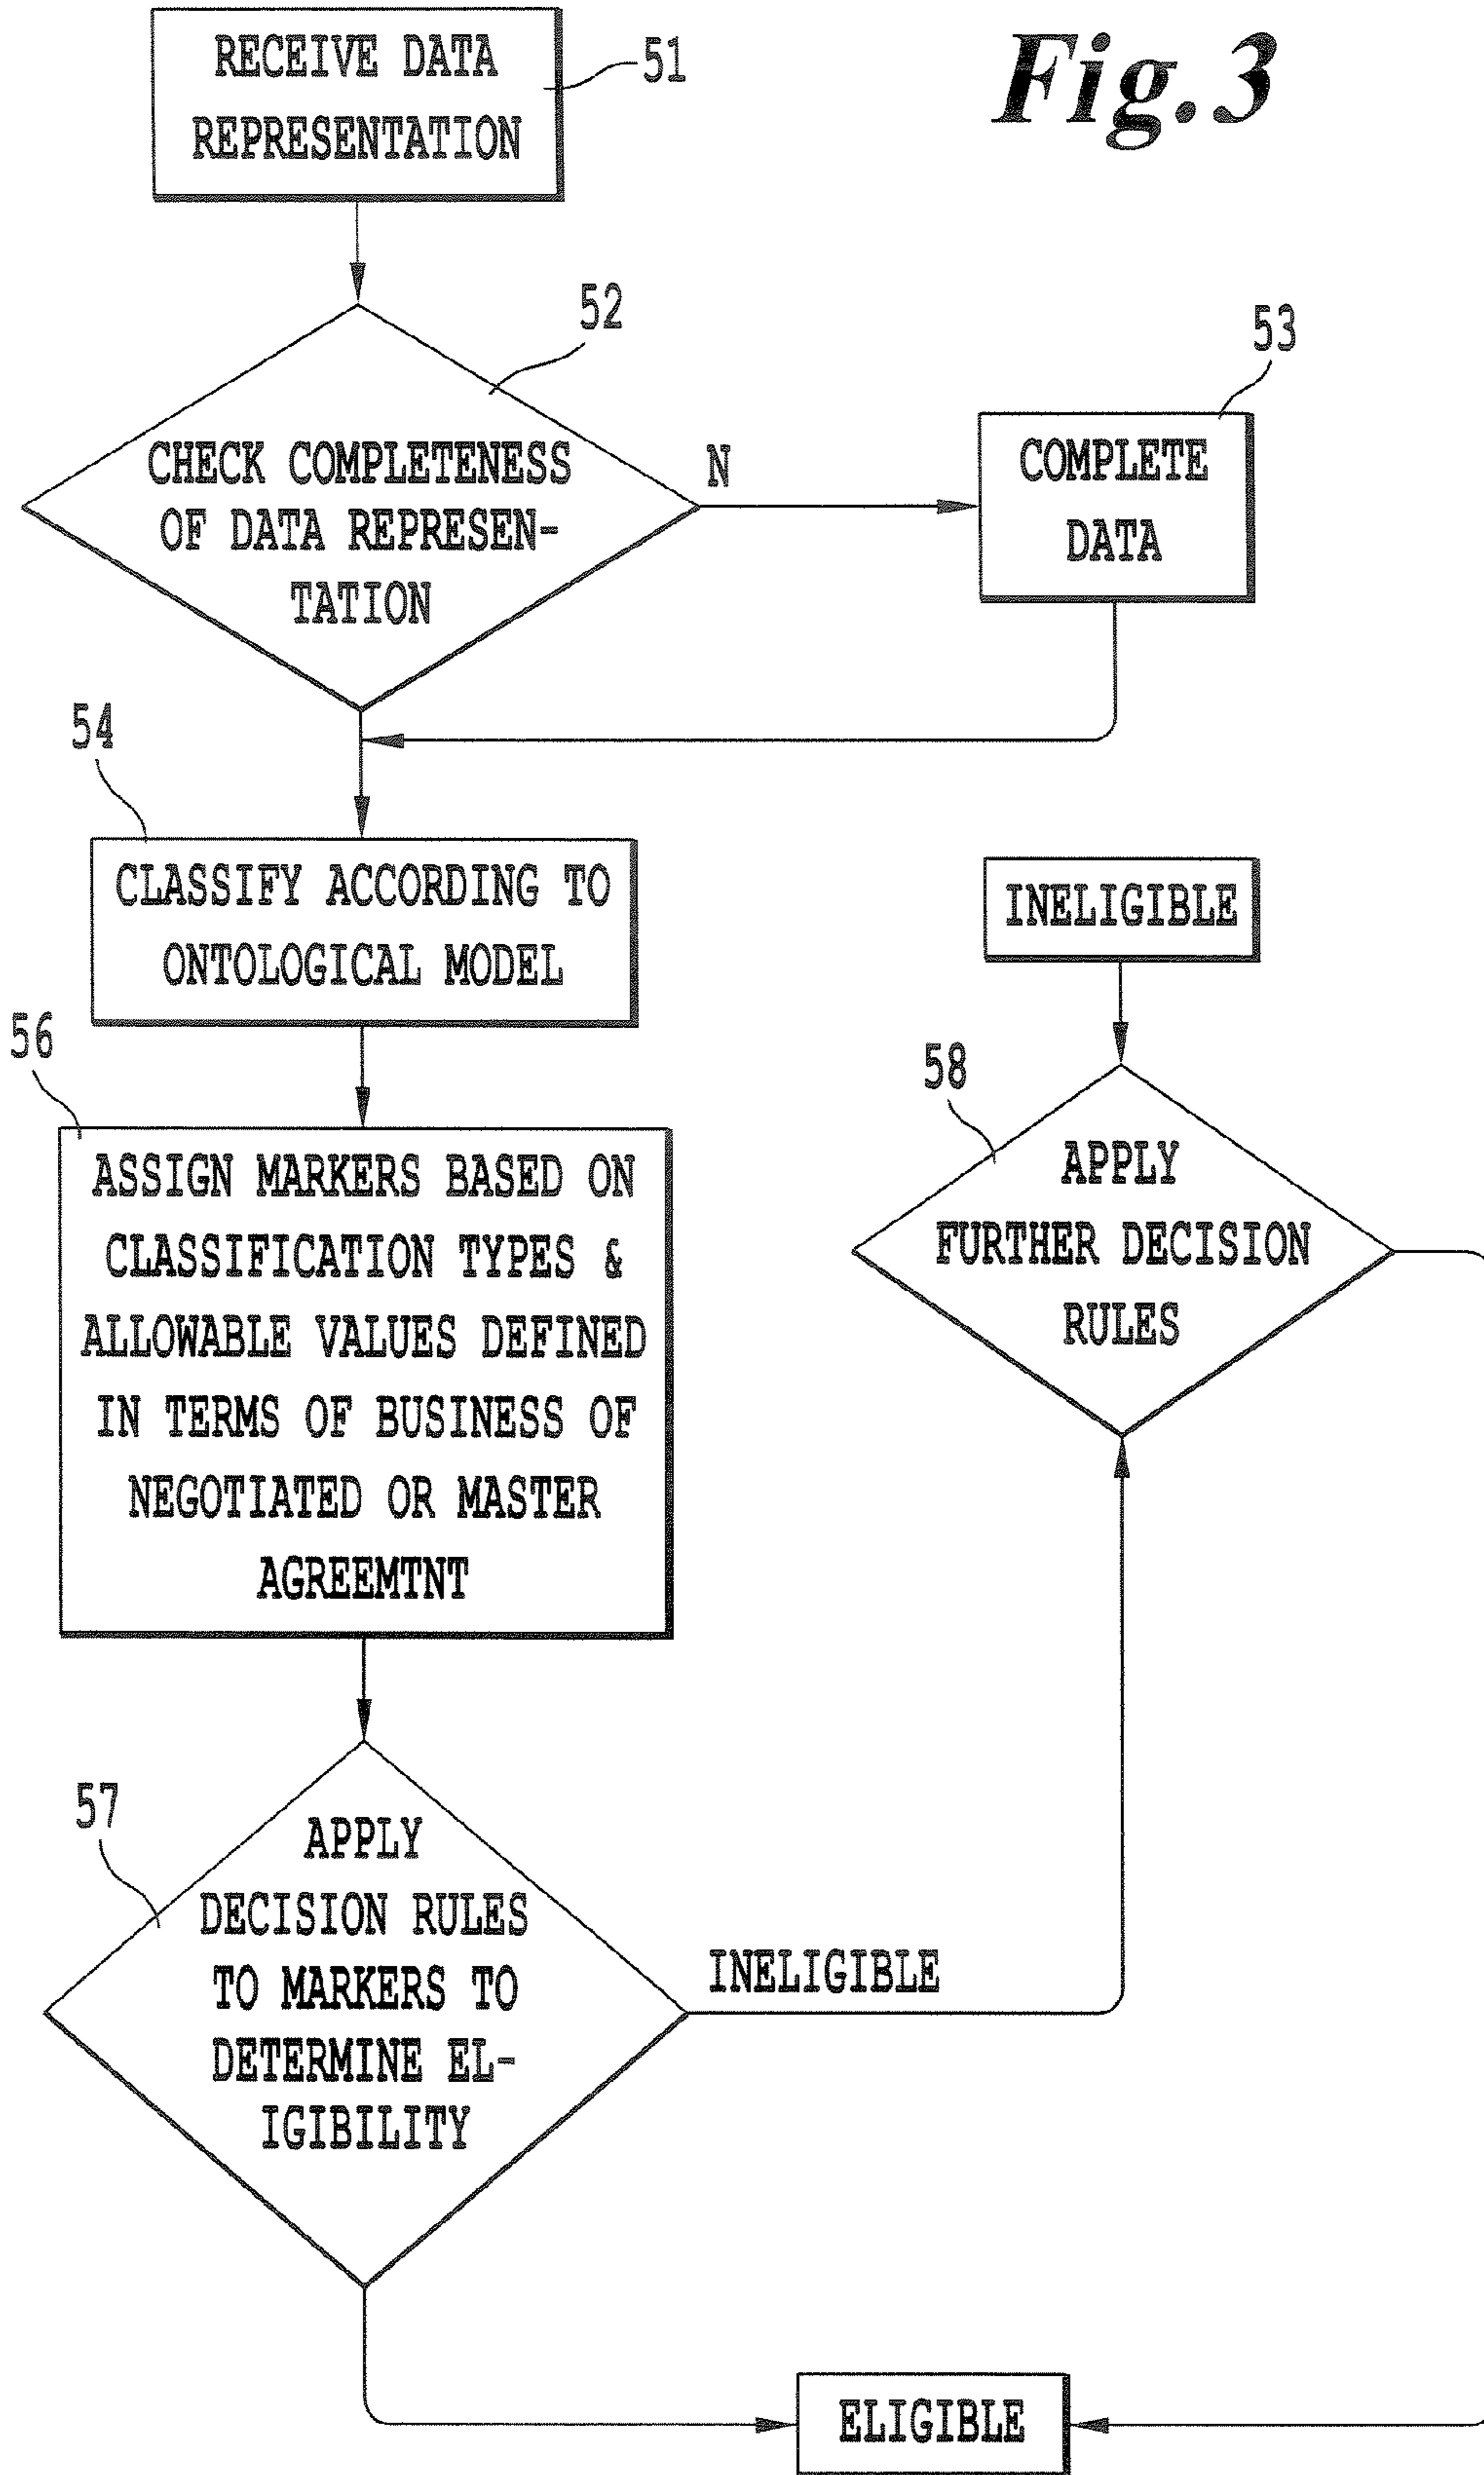 Fig.3
RECEIVE DATA
REPRESENTATION
51
52
CHECK COMPLETENESS
OF DATA REPRESEN-
TATION
N
53
COMPLETE
DATA
54
CLASSIFY ACCORDING TO
ONTOLOGICAL MODEL
INELIGIBLE
56
ASSIGN MARKERS BASED ON
CLASSIFICATION TYPES &
ALLOWABLE VALUES DEFINED
IN TERMS OF BUSINESS OF
NEGOTIATED OR MASTER
AGREEMTNT
58
APPLY
FURTHER DECISION
RULES
57
APPLY
DECISION RULES
TO MARKERS TO
DETERMINE EL-
IGIBILITY
INELIGIBLE
ELIGIBLE